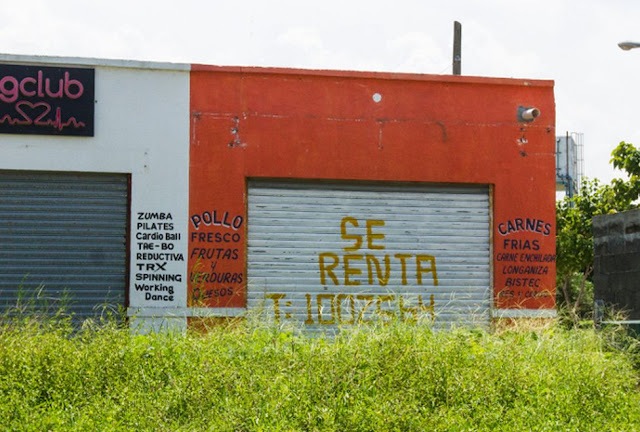 gclub
ZUMBA
PILATES
Cardio Ball
TAE-BO
REDUCTIVA
TRX
SPINNING
Working
Dance
POLLO
FRESCO
FRUTAS
Y
VERDURAS
QUESOS
SE
RENTA
CARNES
FRIAS
CARNE ENCHILADA
LONGANIZA
BISTEC